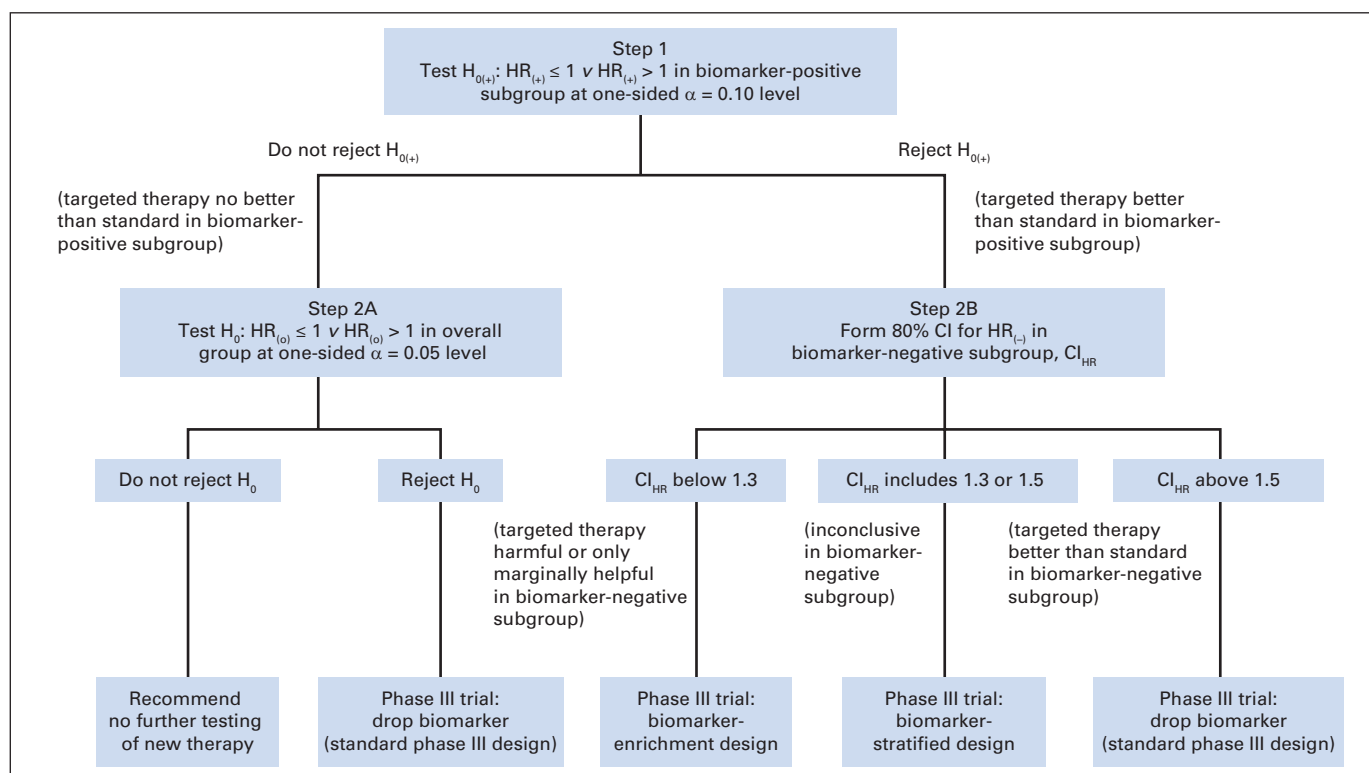 Step 1
Test H0(+): HR(+) ≤ 1 v HR(+) > 1 in biomarker-positive
subgroup at one-sided α = 0.10 level
Do not reject H0(+)
Reject H0(+)
(targeted therapy no better
than standard in biomarker-
positive subgroup)
(targeted therapy better
than standard in biomarker-
positive subgroup)
Step 2A
Test H0: HR(o) ≤ 1 v HR(o) > 1 in overall
group at one-sided α = 0.05 level
Step 2B
Form 80% CI for HR(–) in
biomarker-negative subgroup, CIHR
Do not reject H0
Reject H0
CIHR below 1.3
CIHR includes 1.3 or 1.5
CIHR above 1.5
(targeted therapy
harmful or only
marginally helpful
in biomarker-negative
subgroup)
(inconclusive
in biomarker-
negative
subgroup)
(targeted therapy
better than standard
in biomarker-negative
subgroup)
Recommend
no further testing
of new therapy
Phase III trial:
drop biomarker
(standard phase III design)
Phase III trial:
biomarker-
enrichment design
Phase III trial:
biomarker-
stratified design
Phase III trial:
drop biomarker
(standard phase III design)